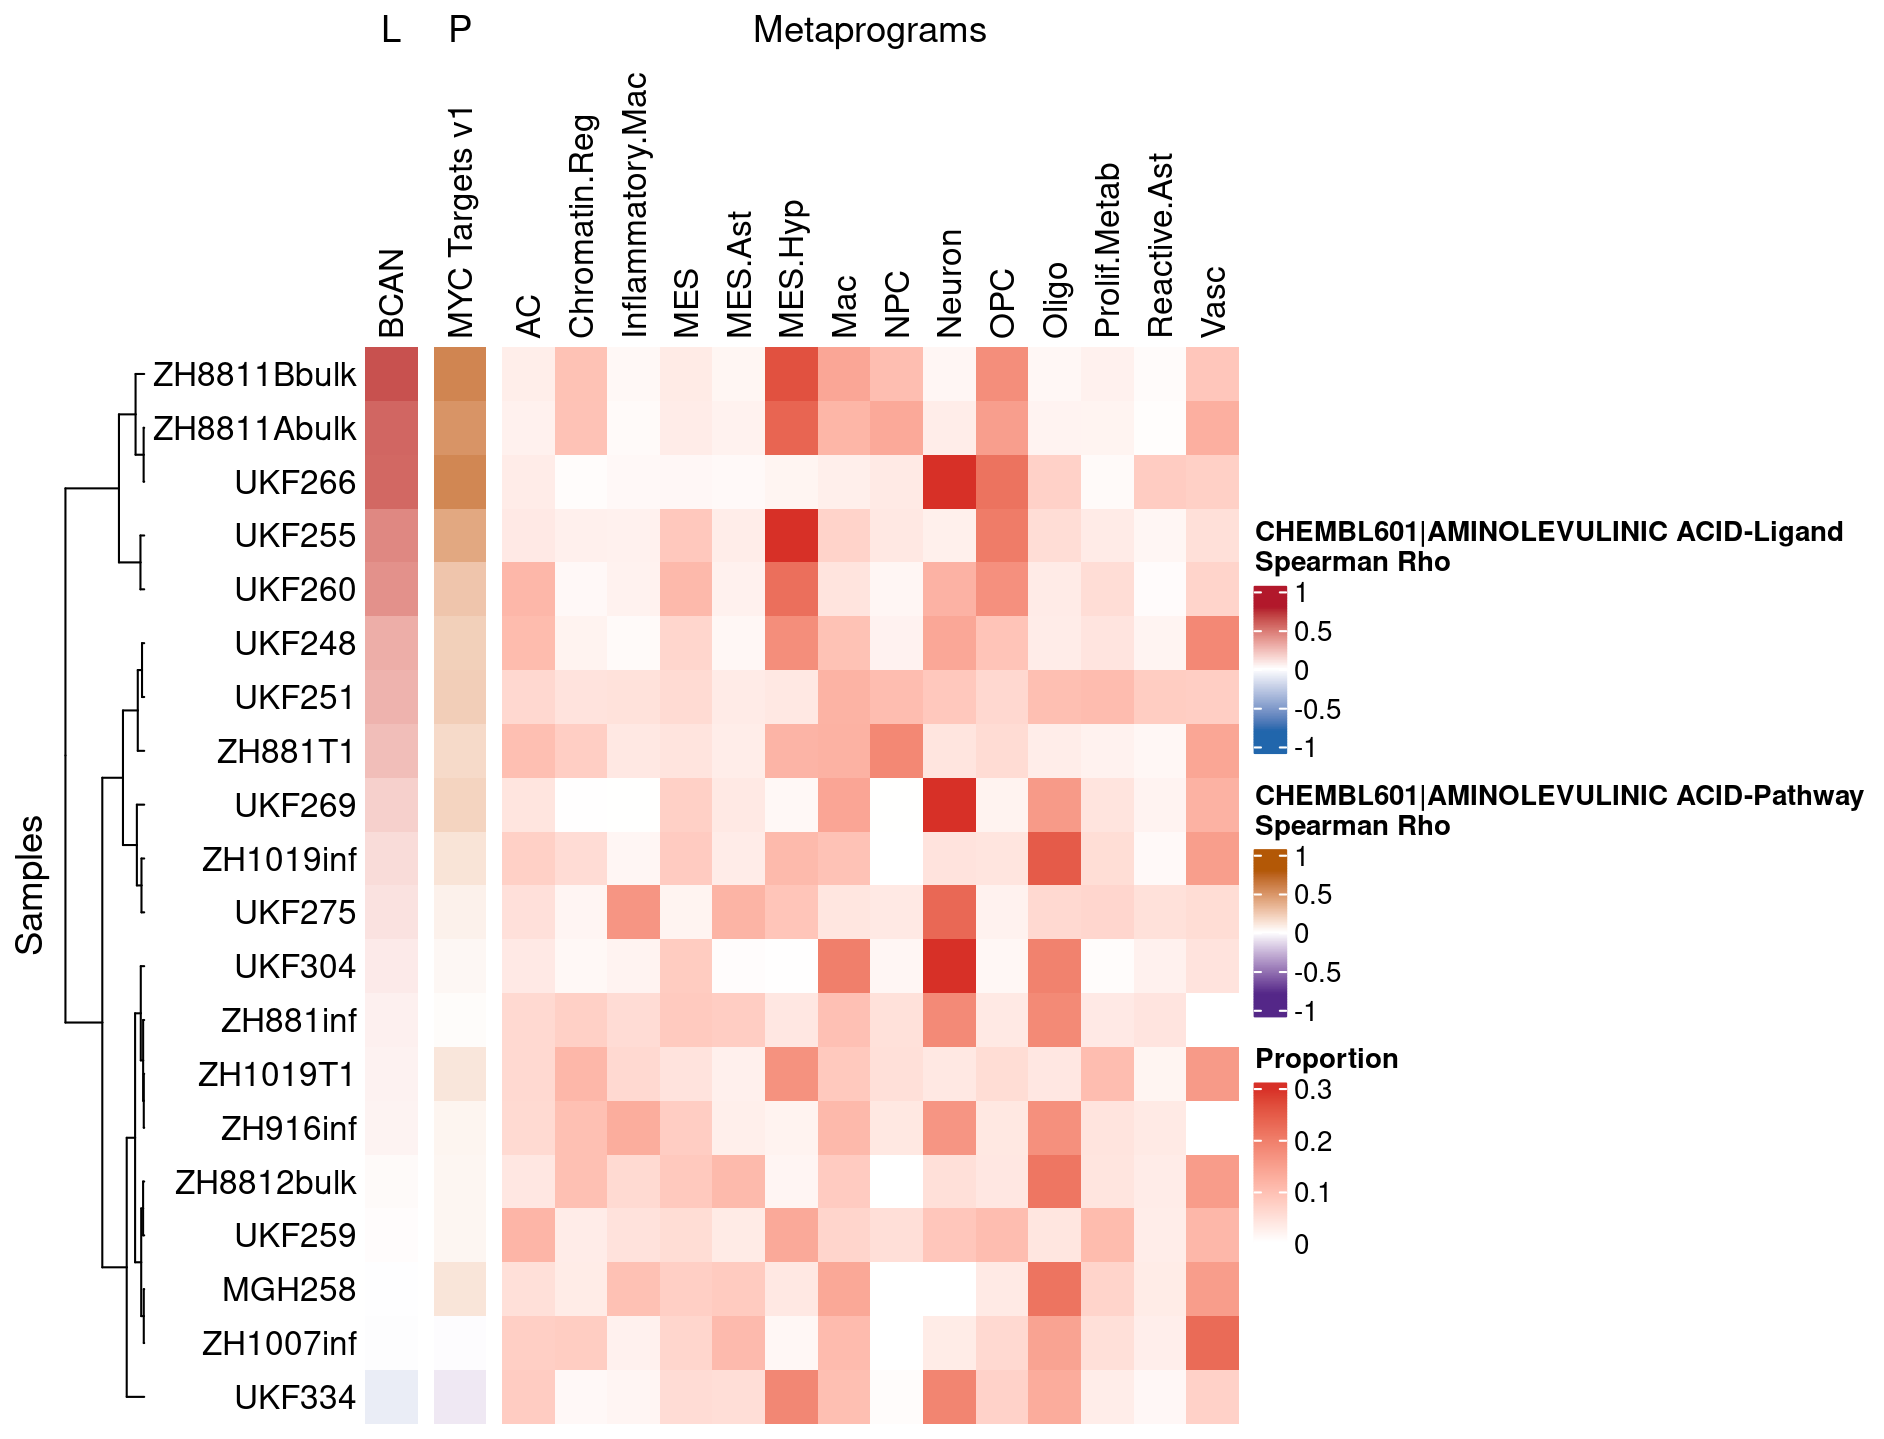 L P Metaprograms
BCAN
MYC Targets v1
AC
Chromatin.Reg
Inflammatory.Mac
MES
MES.Ast
MES.Hyp
Mac
NPC
Neuron
OPC
Oligo
Prolif.Metab
Reactive.Ast
Vasc
Samples
ZH8811Bbulk
ZH8811Abulk
UKF266
UKF255
UKF260
UKF248
UKF251
ZH881T1
UKF269
ZH1019inf
UKF275
UKF304
ZH881inf
ZH1019T1
ZH916inf
ZH8812bulk
UKF259
MGH258
ZH1007inf
UKF334
CHEMBL601|AMINOLEVULINIC ACID-Ligand
Spearman Rho
1
0.5
0
-0.5
-1
CHEMBL601|AMINOLEVULINIC ACID-Pathway
Spearman Rho
1
0.5
0
-0.5
-1
Proportion
0.3
0.2
0.1
0